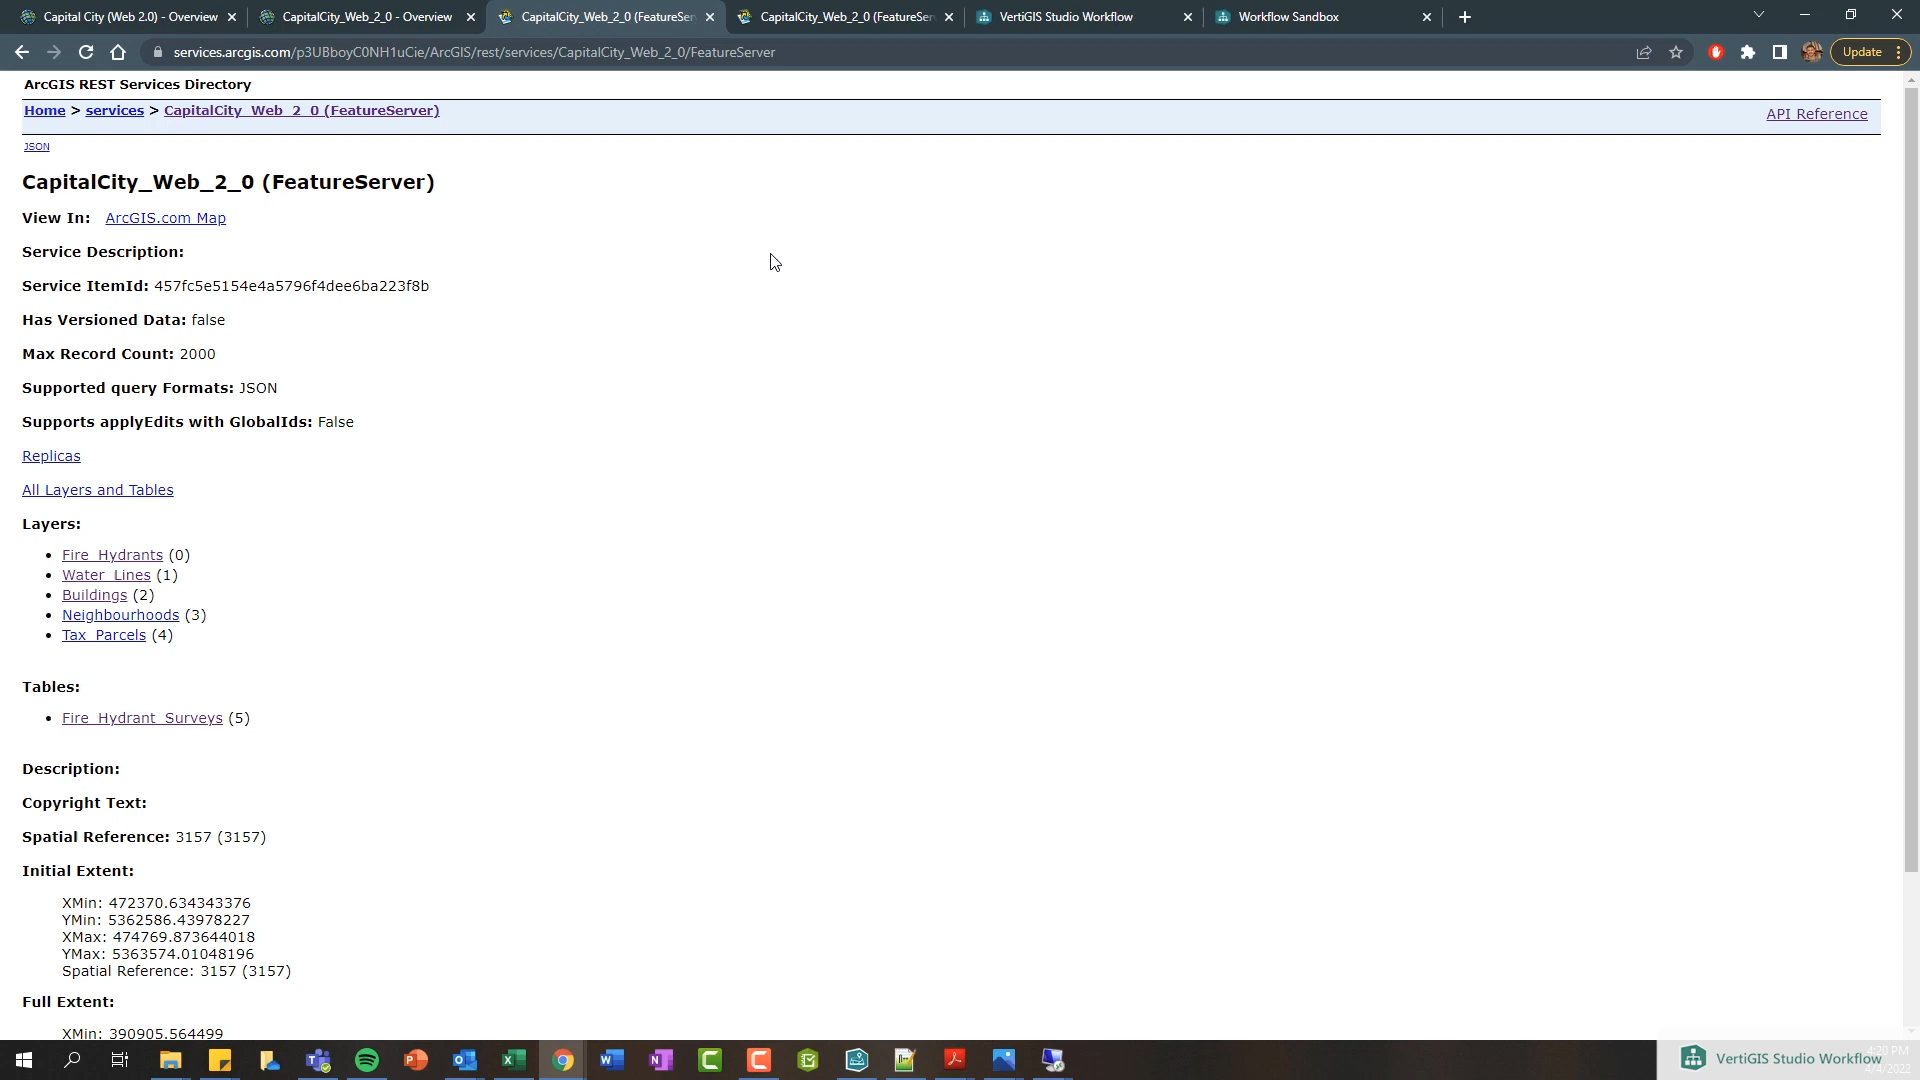 Capital City (Web 2.0) - Overview
CapitalCity_Web_2_0 - Overview
CapitalCity_Web_2_0 (FeatureSer
CapitalCity_Web_2_0 (FeatureSer
VertiGIS Studio Workflow
Workflow Sandbox
services.arcgis.com/p3UBboyC0NH1uCie/ArcGIS/rest/services/CapitalCity_Web_2_0/FeatureServer
Update
ArcGIS REST Services Directory
Home > services > CapitalCity_Web_2_0 (FeatureServer)
API Reference
JSON
CapitalCity_Web_2_0 (FeatureServer)
View In: ArcGIS.com Map
Service Description:
Service ItemId: 457fc5e5154e4a5796f4dee6ba223f8b
Has Versioned Data: false
Max Record Count: 2000
Supported query Formats: JSON
Supports applyEdits with GlobalIds: False
Replicas
All Layers and Tables
Layers:
• Fire_Hydrants (0)
• Water_Lines (1)
• Buildings (2)
• Neighbourhoods (3)
• Tax_Parcels (4)
Tables:
• Fire_Hydrant_Surveys (5)
Description:
Copyright Text:
Spatial Reference: 3157 (3157)
Initial Extent:
XMin: 472370.634343376
YMin: 5362586.43978227
XMax: 474769.873644018
YMax: 5363574.01048196
Spatial Reference: 3157 (3157)
Full Extent:
XMin: 390905.564499
VertiGIS Studio Workflow
4:20 PM
4/4/2022